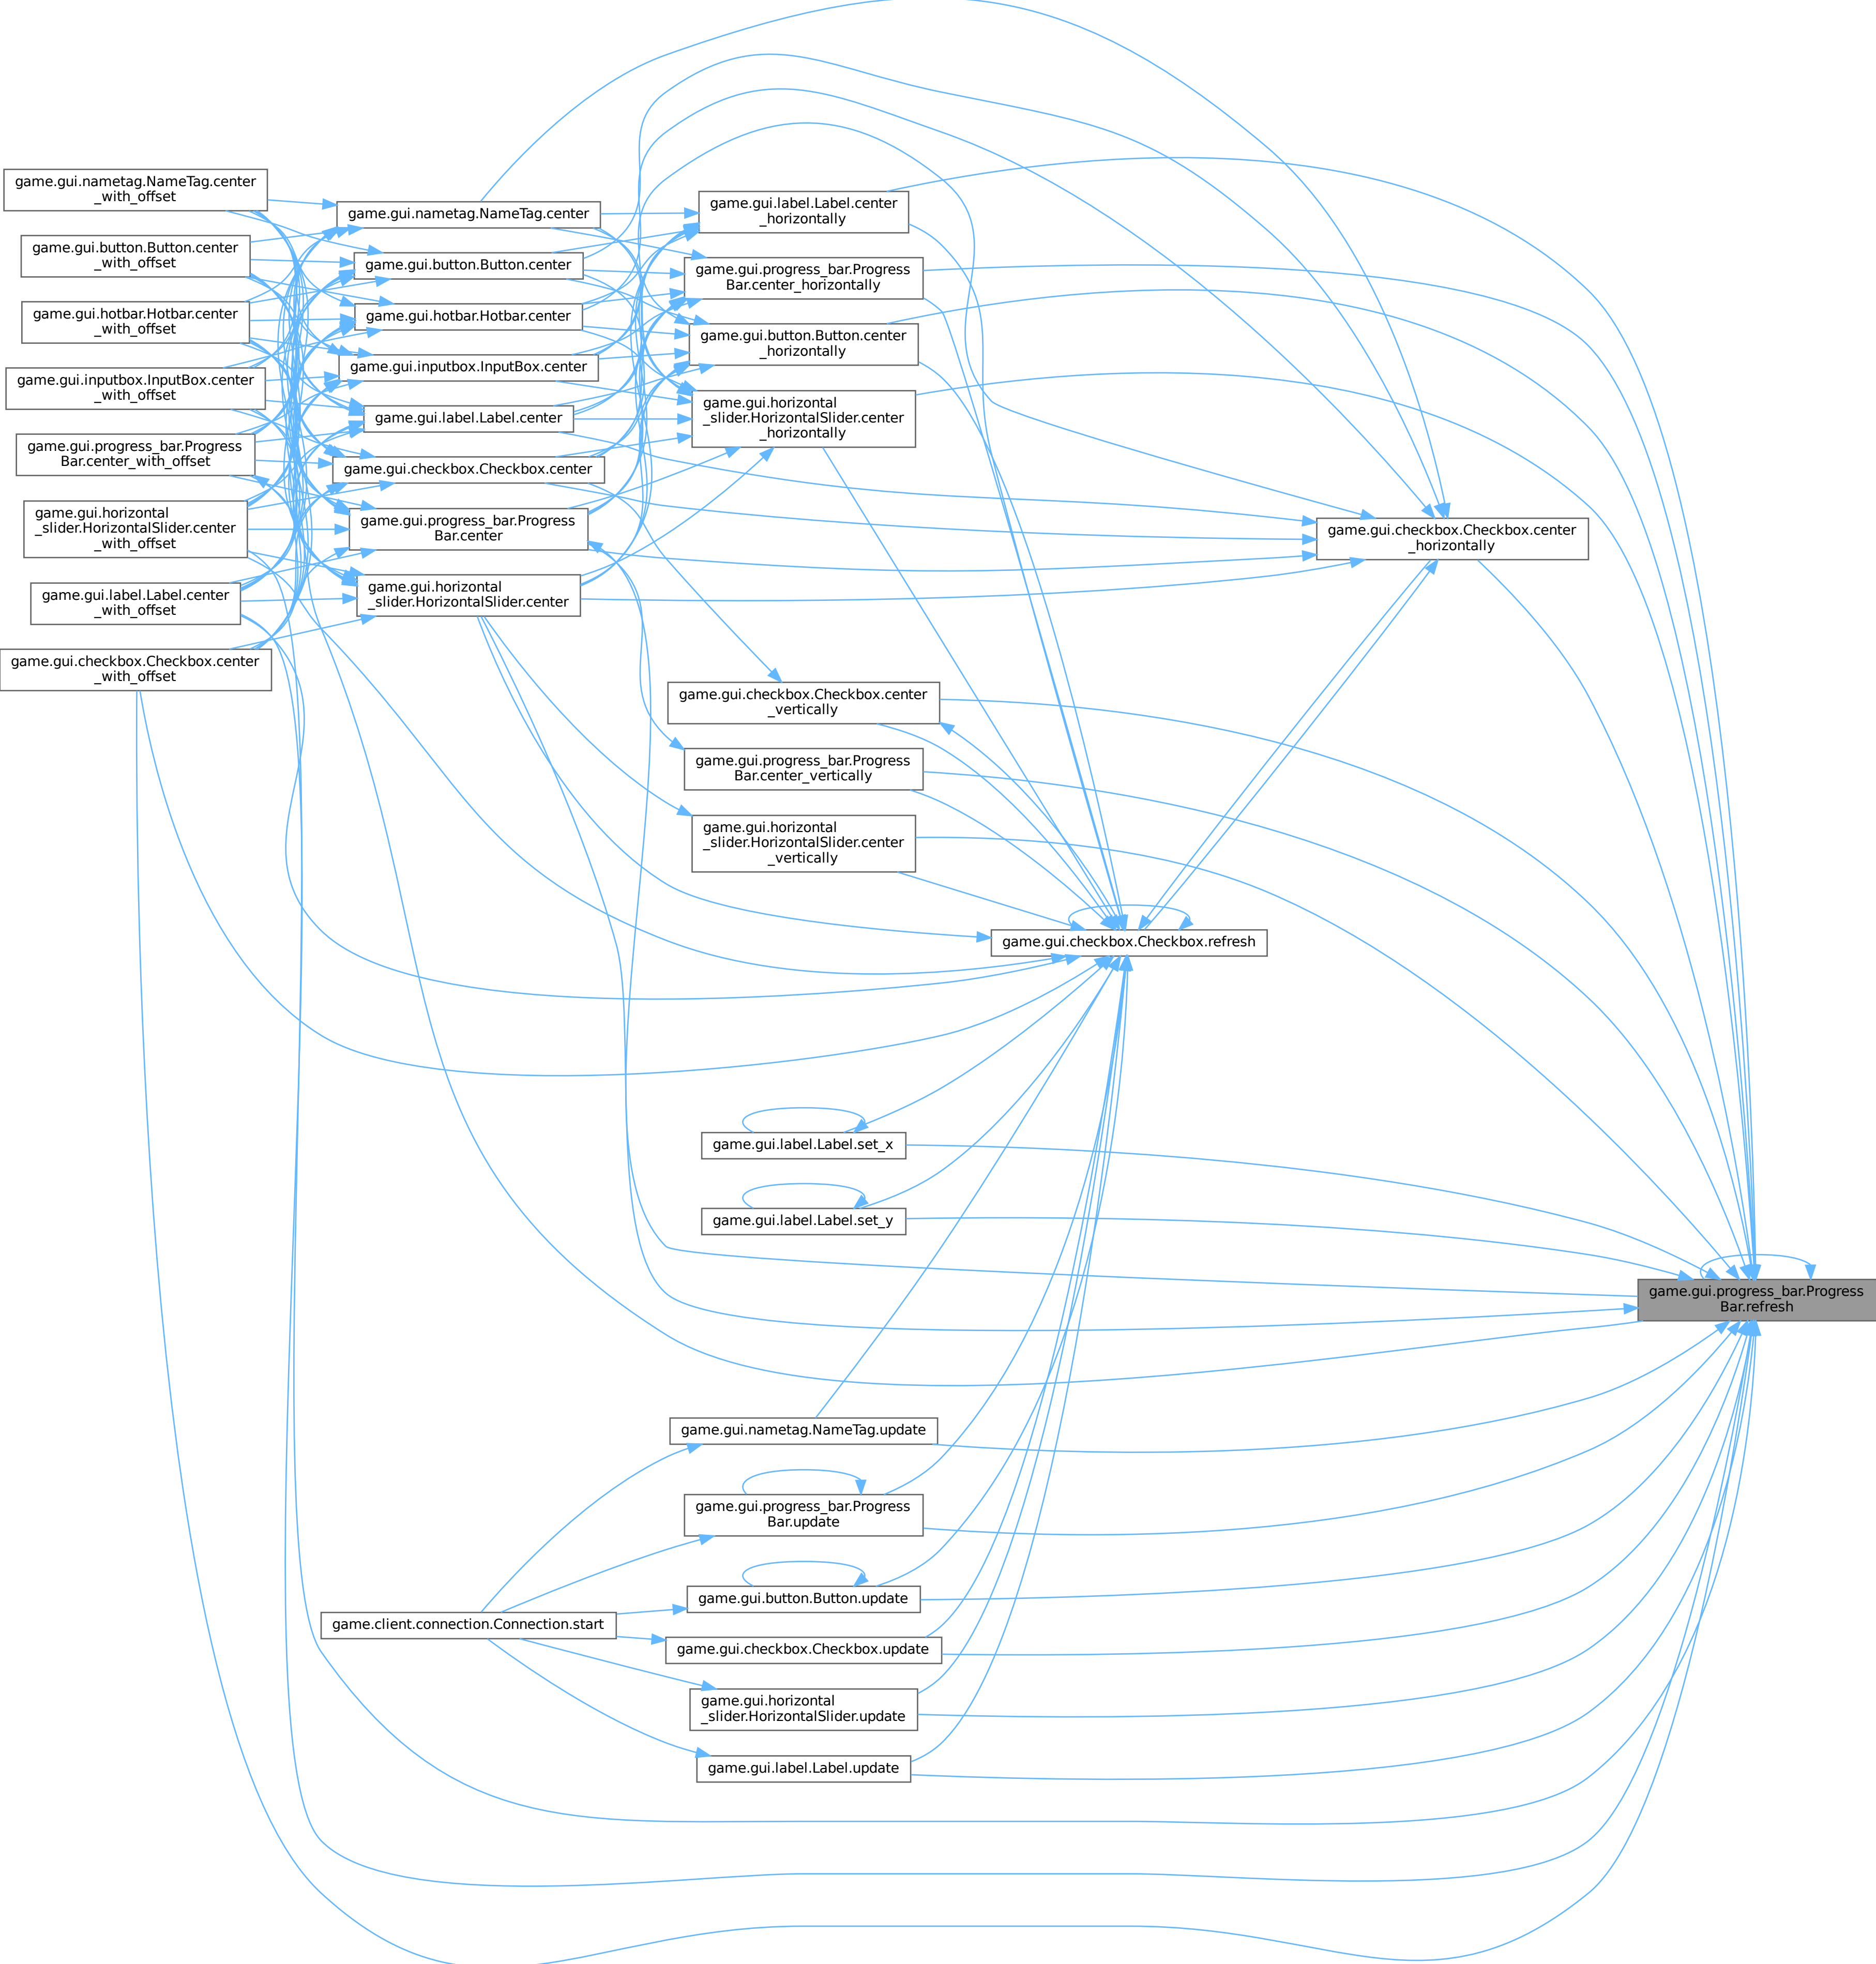 game.gui.nametag.NameTag.center
_with_offset
game.gui.button.Button.center
_with_offset
game.gui.hotbar.Hotbar.center
_with_offset
game.gui.inputbox.InputBox.center
_with_offset
game.gui.progress_bar.Progress
Bar.center_with_offset
game.gui.horizontal
_slider.HorizontalSlider.center
_with_offset
game.gui.label.Label.center
_with_offset
game.gui.checkbox.Checkbox.center
_with_offset
game.gui.nametag.NameTag.center
game.gui.button.Button.center
game.gui.hotbar.Hotbar.center
game.gui.inputbox.InputBox.center
game.gui.label.Label.center
game.gui.checkbox.Checkbox.center
game.gui.progress_bar.Progress
Bar.center
game.gui.horizontal
_slider.HorizontalSlider.center
game.client.connection.Connection.start
game.gui.label.Label.center
_horizontally
game.gui.progress_bar.Progress
Bar.center_horizontally
game.gui.button.Button.center
_horizontally
game.gui.horizontal
_slider.HorizontalSlider.center
_horizontally
game.gui.checkbox.Checkbox.center
_vertically
game.gui.progress_bar.Progress
Bar.center_vertically
game.gui.horizontal
_slider.HorizontalSlider.center
_vertically
game.gui.label.Label.set_x
game.gui.label.Label.set_y
game.gui.nametag.NameTag.update
game.gui.progress_bar.Progress
Bar.update
game.gui.button.Button.update
game.gui.checkbox.Checkbox.update
game.gui.horizontal
_slider.HorizontalSlider.update
game.gui.label.Label.update
game.gui.checkbox.Checkbox.refresh
game.gui.checkbox.Checkbox.center
_horizontally
game.gui.progress_bar.Progress
Bar.refresh